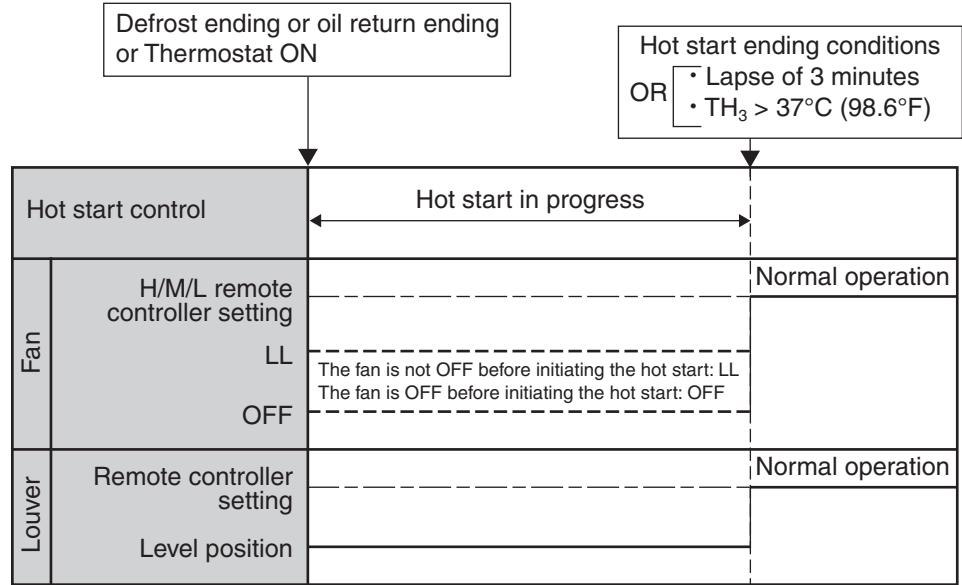 Defrost ending or oil return ending
or Thermostat ON
Hot start ending conditions
OR
・Lapse of 3 minutes
・TH₃ > 37°C (98.6°F)
Hot start control
Hot start in progress
Fan
H/M/L remote
controller setting
Normal operation
LL
The fan is not OFF before initiating the hot start: LL
The fan is OFF before initiating the hot start: OFF
OFF
Louver
Remote controller
setting
Normal operation
Level position